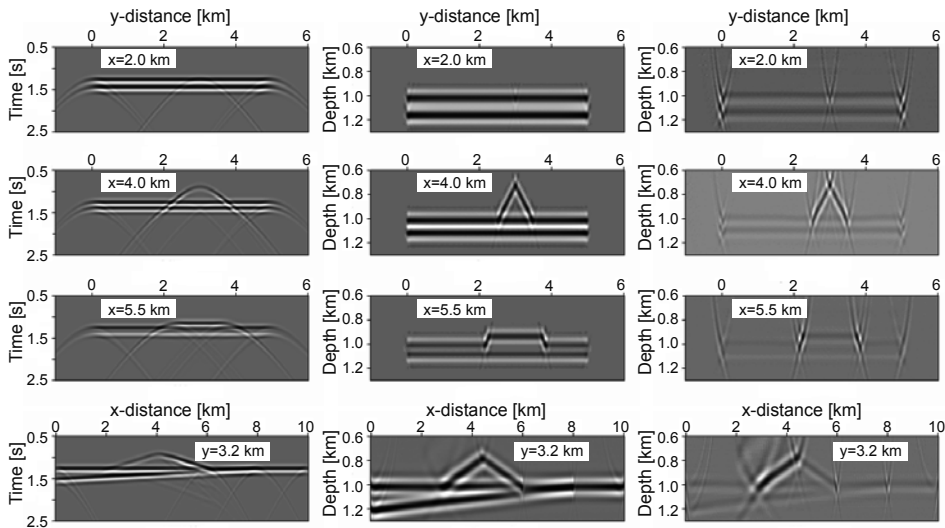 y-distance [km] y-distance [km] y-distance [km]
0 2 4 6 0 2 4 6 0 2 4 6
Time [s] 0.5 1.5 2.5 x=2.0 km
Depth [km] 0.6 0.8 1.0 1.2 x=2.0 km
Depth [km] 0.6 0.8 1.0 1.2 x=2.0 km
0 2 4 6 0 2 4 6 0 2 4 6
Time [s] 0.5 1.5 2.5 x=4.0 km
Depth [km] 0.6 0.8 1.0 1.2 x=4.0 km
Depth [km] 0.6 0.8 1.0 1.2 x=4.0 km
0 2 4 6 0 2 4 6 0 2 4 6
Time [s] 0.5 1.5 2.5 x=5.5 km
Depth [km] 0.6 0.8 1.0 1.2 x=5.5 km
Depth [km] 0.6 0.8 1.0 1.2 x=5.5 km
x-distance [km] x-distance [km] x-distance [km]
0 2 4 6 8 10 0 2 4 6 8 10 0 2 4 6 8 10
Time [s] 0.5 1.5 2.5 y=3.2 km
Depth [km] 0.6 0.8 1.0 1.2 y=3.2 km
Depth [km] 0.6 0.8 1.0 1.2 y=3.2 km